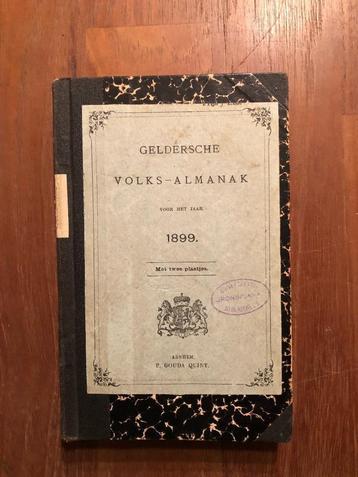 GELDERSCHE
VOLKS-ALMANAK
VOOR HET JAAR
1899.
Met twee plaatjes.
ARNHEM,
P. GOUDA QUINT.